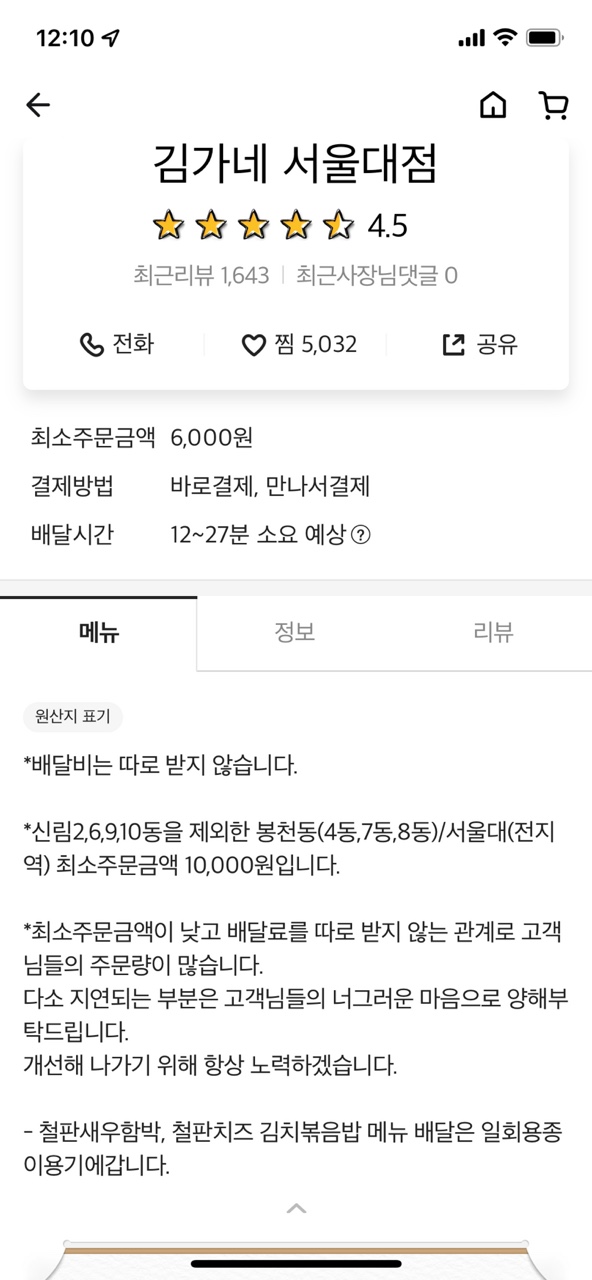 12:10
김가네 서울대점
4.5
최근리뷰 1,643 | 최근사장님댓글 0
전화 찜 5,032 공유
최소주문금액 6,000원
결제방법 바로결제, 만나서결제
배달시간 12~27분 소요 예상 ?
메뉴 정보 리뷰
원산지 표기
*배달비는 따로 받지 않습니다.
*신림2,6,9,10동을 제외한 봉천동(4동,7동,8동)/서울대(전지
역) 최소주문금액 10,000원입니다.
*최소주문금액이 낮고 배달료를 따로 받지 않는 관계로 고객
님들의 주문량이 많습니다.
다소 지연되는 부분은 고객님들의 너그러운 마음으로 양해부
탁드립니다.
개선해 나가기 위해 항상 노력하겠습니다.
- 철판새우함박, 철판치즈 김치볶음밥 메뉴 배달은 일회용종
이용기에갑니다.